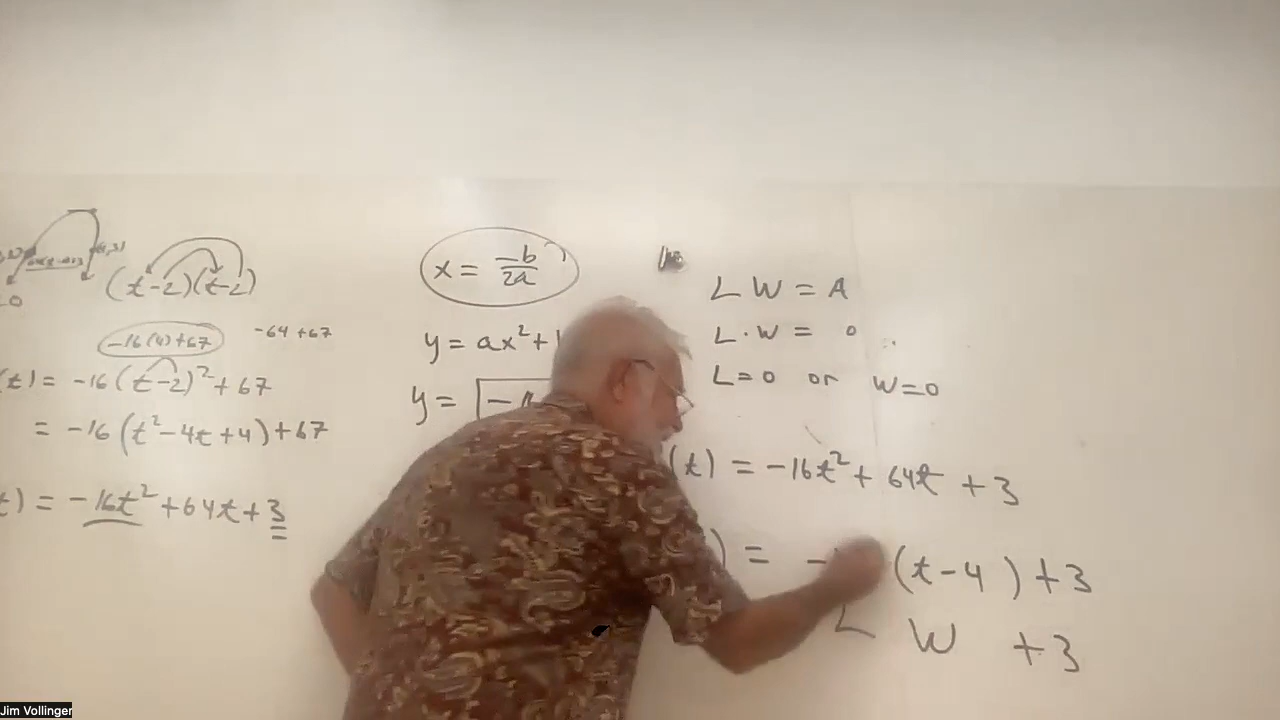 (t-2)(t-2)
-16(4)+67
-64+67
(t) = -16(t-2)² + 67
= -16(t²-4t+4)+67
t) = -16t² + 64t + 3
x = -b/2a
y = ax² +
y =
L W = A
L · W = 0
L=0 or W=0
(t) = -16t² + 64t + 3
) = - (t-4) + 3
L W + 3
Jim Vollinger